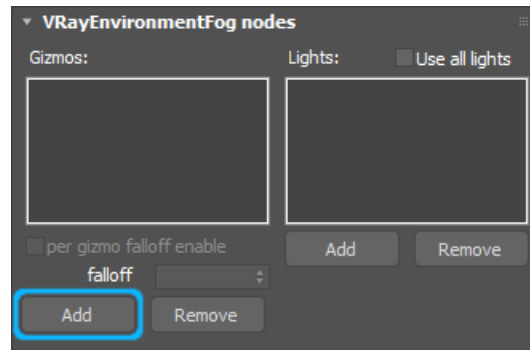 VRayEnvironmentFog nodes
Gizmos:
Lights:
Use all lights
per gizmo falloff enable
Add
Remove
falloff
Add
Remove